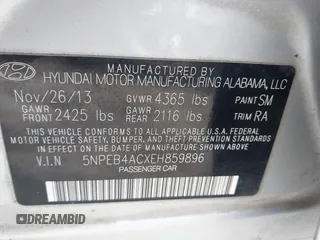 MANUFACTURED BY
HYUNDAI MOTOR MANUFACTURING ALABAMA, LLC
Nov/26/13 GVWR 4365 lbs PAINT SM
GAWR FRONT 2425 lbs GAWR REAR 2116 lbs TRIM RA
THIS VEHICLE CONFORMS TO ALL APPLICABLE FEDERAL MOTOR VEHICLE
SAFETY, BUMPER, AND THEFT PREVENTION STANDARDS IN
EFFECT ON THE DATE OF MANUFACTURE SHOWN ABOVE.
V.I.N 5NPEB4ACXEH859896
PASSENGER CAR
DREAMBID